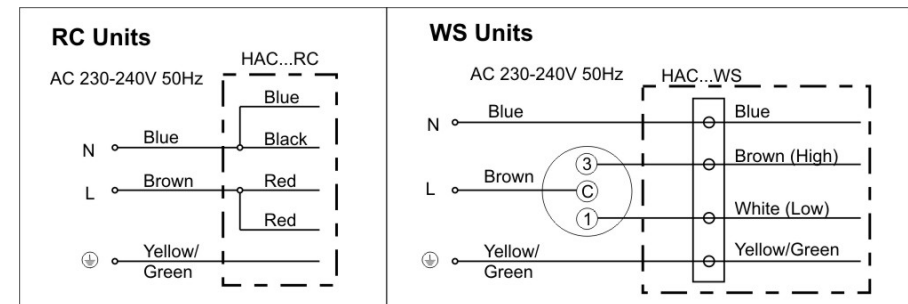 RC Units
HAC...RC
AC 230-240V 50Hz
Blue
N Blue Black
L Brown Red
Red
Yellow/
Green
WS Units
AC 230-240V 50Hz HAC...WS
N Blue Blue
3 Brown (High)
L Brown C
1 White (Low)
Yellow/ Yellow/Green
Green